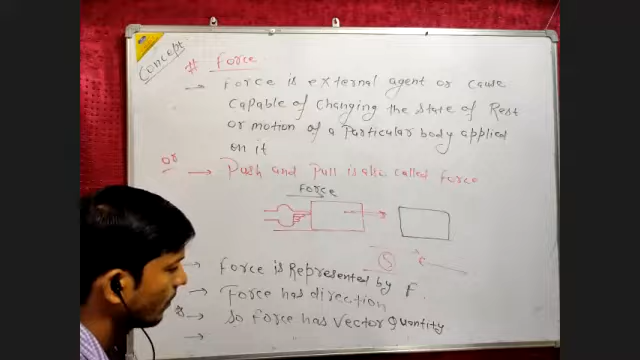 Concept
# Force
→ Force is external agent or cause
capable of changing the state of Rest
or motion of a Particular body applied
on it
or → Push and Pull is also called force
Force
S F
→ Force is Represented by F.
→ Force has direction
* → So Force has Vector Quantity
→